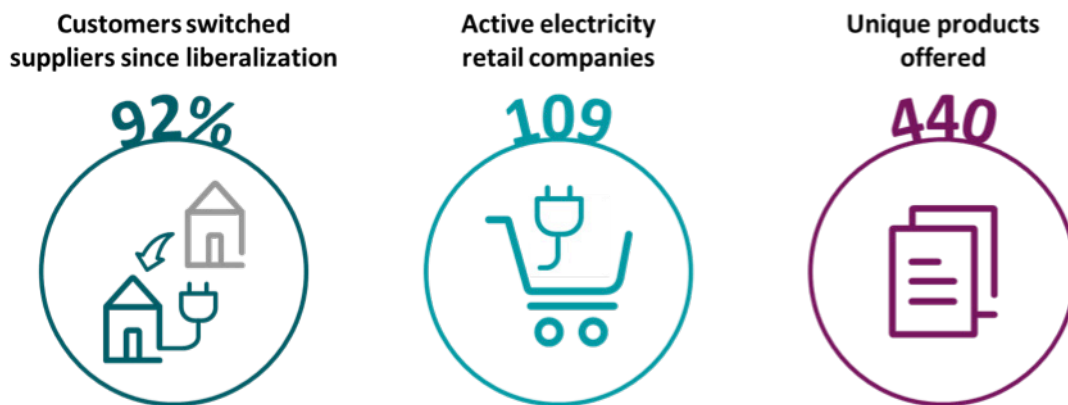 Customers switched
suppliers since liberalization
92%
Active electricity
retail companies
109
Unique products
offered
440